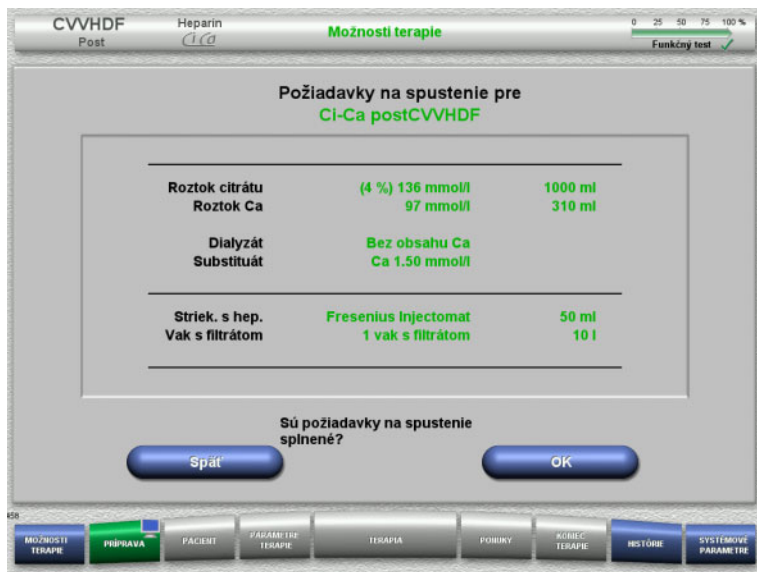 CVVHDF
Post
Heparin
Ci Ca
Možnosti terapie
0 25 50 75 100 %
Funkčný test
Požiadavky na spustenie pre
Ci-Ca postCVVHDF
Roztok citrátu (4 %) 136 mmol/l 1000 ml
Roztok Ca 97 mmol/l 310 ml
Dialyzát Bez obsahu Ca
Substituát Ca 1.50 mmol/l
Striek. s hep. Fresenius Injectomat 50 ml
Vak s filtrátom 1 vak s filtrátom 10 l
Sú požiadavky na spustenie
splnené?
Späť OK
458
MOŽNOSTI
TERAPIE
PRÍPRAVA
PACIENT
PARAMETRE
TERAPIE
TERAPIA
PONUKY
KONIEC
TERAPIE
HISTÓRIE
SYSTÉMOVÉ
PARAMETRE